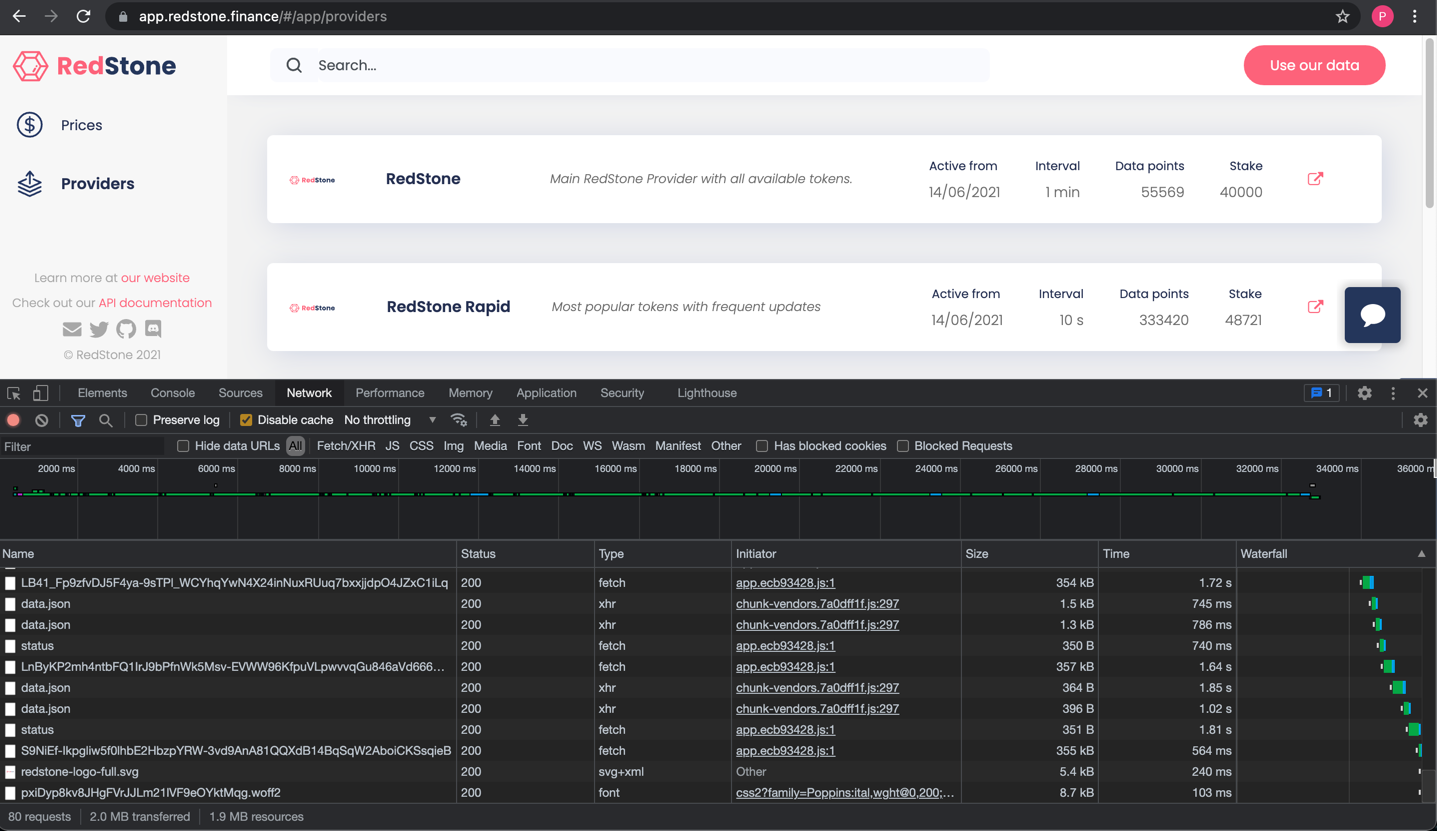 app.redstone.finance/#/app/providers
P
RedStone
Search...
Use our data
Prices
Providers
Learn more at our website
Check out our API documentation
© RedStone 2021
RedStone
RedStone
Main RedStone Provider with all available tokens.
Active from Interval Data points Stake
14/06/2021 1 min 55569 40000
RedStone
RedStone Rapid
Most popular tokens with frequent updates
Active from Interval Data points Stake
14/06/2021 10 s 333420 48721
Elements Console Sources Network Performance Memory Application Security Lighthouse 1
Preserve log Disable cache No throttling
Filter Hide data URLs All Fetch/XHR JS CSS Img Media Font Doc WS Wasm Manifest Other Has blocked cookies Blocked Requests
2000 ms 4000 ms 6000 ms 8000 ms 10000 ms 12000 ms 14000 ms 16000 ms 18000 ms 20000 ms 22000 ms 24000 ms 26000 ms 28000 ms 30000 ms 32000 ms 34000 ms 36000 m
Name Status Type Initiator Size Time Waterfall
LB41_Fp9zfvDJ5F4ya-9sTPl_WCYhqYwN4X24inNuxRUuq7bxxjjdpO4JZxC1iLq 200 fetch app.ecb93428.js:1 354 kB 1.72 s
data.json 200 xhr chunk-vendors.7a0dff1f.js:297 1.5 kB 745 ms
data.json 200 xhr chunk-vendors.7a0dff1f.js:297 1.3 kB 786 ms
status 200 fetch app.ecb93428.js:1 350 B 740 ms
LnByKP2mh4ntbFQ1IrJ9bPfnWk5Msv-EVWW96KfpuVLpwvvqGu846aVd666... 200 fetch app.ecb93428.js:1 357 kB 1.64 s
data.json 200 xhr chunk-vendors.7a0dff1f.js:297 364 B 1.85 s
data.json 200 xhr chunk-vendors.7a0dff1f.js:297 396 B 1.02 s
status 200 fetch app.ecb93428.js:1 351 B 1.81 s
S9NiEf-Ikpgliw5f0lhbE2HbzpYRW-3vd9AnA81QQXdB14BqSqW2AboiCKSsqieB 200 fetch app.ecb93428.js:1 355 kB 564 ms
redstone-logo-full.svg 200 svg+xml Other 5.4 kB 240 ms
pxiDyp8kv8JHgFVrJJLm21lVF9eOYktMqg.woff2 200 font css2?family=Poppins:ital,wght@0,200;... 8.7 kB 103 ms
80 requests 2.0 MB transferred 1.9 MB resources